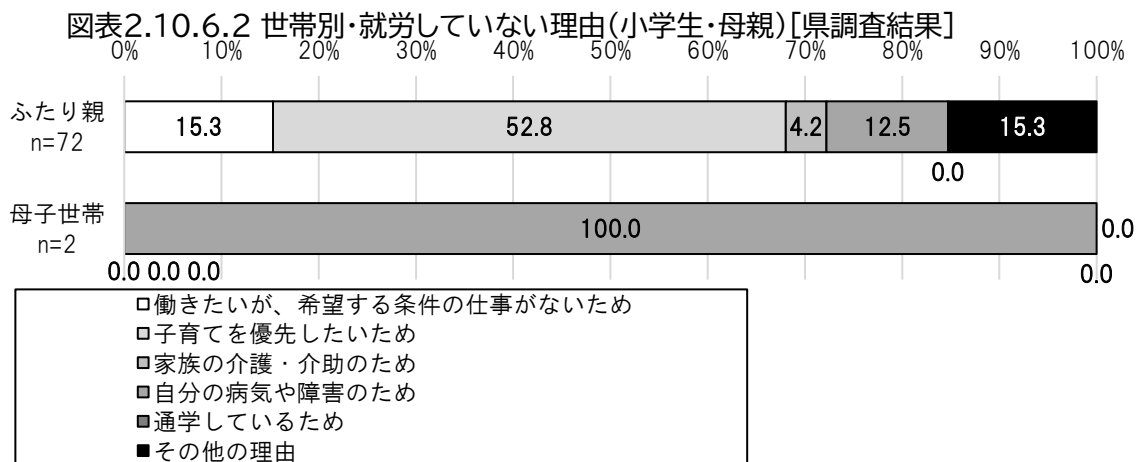 図表2.10.6.2 世帯別・就労していない理由(小学生・母親)[県調査結果]
0% 10% 20% 30% 40% 50% 60% 70% 80% 90% 100%
ふたり親
n=72
15.3 52.8 4.2 12.5 15.3
0.0
母子世帯
n=2
100.0 0.0
0.0 0.0 0.0 0.0
働きたいが、希望する条件の仕事がないため
子育てを優先したいため
家族の介護・介助のため
自分の病気や障害のため
通学しているため
その他の理由